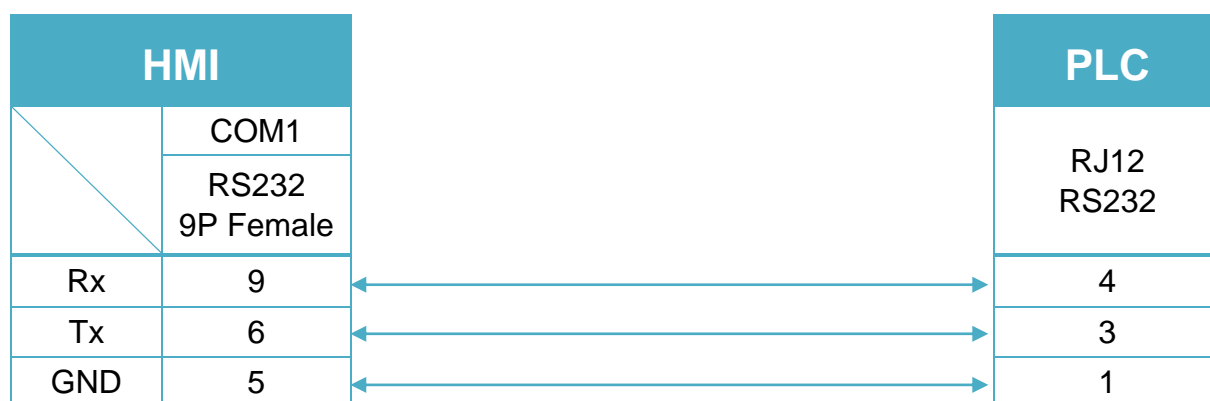 HMI
PLC
COM1
RS232
9P Female
RJ12
RS232
Rx 9 4
Tx 6 3
GND 5 1